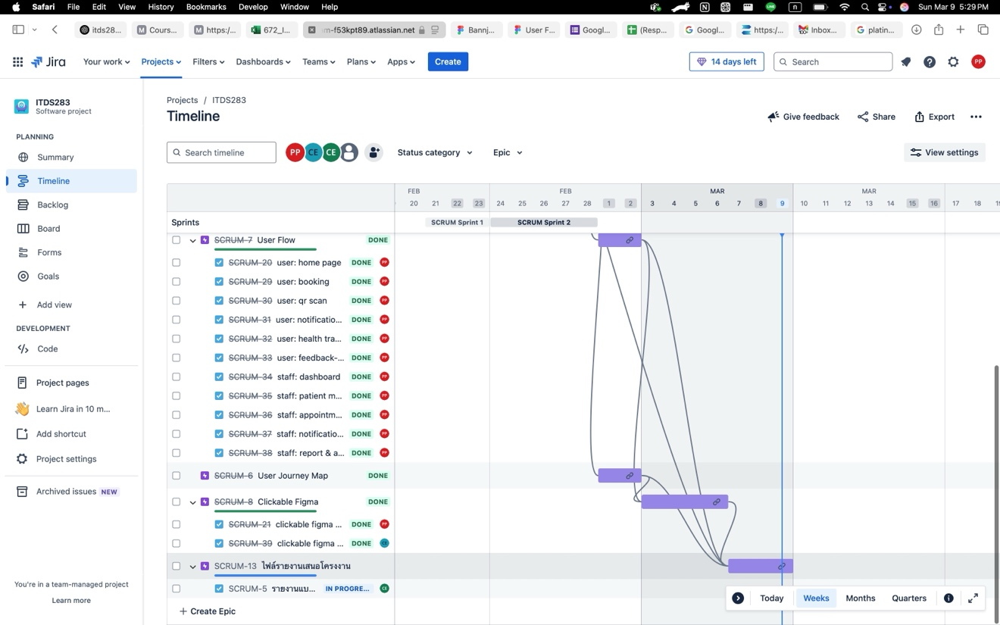 Safari File Edit View History Bookmarks Develop Window Help Sun Mar 9 5:29 PM
itds28... Cours... https:/... 672_I... m-f53kpt89.atlassian.net Bannj... User F... Googl... (Resp... Googl... https:/... Inbox... platin...
Jira Your work Projects Filters Dashboards Teams Plans Apps Create 14 days left Search PP
ITDS283
Software project
PLANNING
Summary
Timeline
Backlog
Board
Forms
Goals
Add view
DEVELOPMENT
Code
Project pages
Learn Jira in 10 m...
Add shortcut
Project settings
Archived issues NEW
You're in a team-managed project
Learn more
Projects / ITDS283
Timeline
Give feedback Share Export
Search timeline PP CE CE Status category Epic View settings
FEB FEB MAR MAR
20 21 22 23 24 25 26 27 28 1 2 3 4 5 6 7 8 9 10 11 12 13 14 15 16 17 18 19
Sprints SCRUM Sprint 1 SCRUM Sprint 2
SCRUM-7 User Flow DONE
SCRUM-20 user: home page DONE PP
SCRUM-29 user: booking DONE PP
SCRUM-30 user: qr scan DONE PP
SCRUM-31 user: notificatio... DONE PP
SCRUM-32 user: health tra... DONE PP
SCRUM-33 user: feedback-... DONE PP
SCRUM-34 staff: dashboard DONE PP
SCRUM-35 staff: patient m... DONE PP
SCRUM-36 staff: appointm... DONE PP
SCRUM-37 staff: notificatio... DONE PP
SCRUM-38 staff: report & a... DONE PP
SCRUM-6 User Journey Map DONE
SCRUM-8 Clickable Figma DONE
SCRUM-21 clickable figma ... DONE PP
SCRUM-39 clickable figma ... DONE CE
SCRUM-13 ไฟล์รายงานเสนอโครงงาน
SCRUM-5 รายงานแบ... IN PROGRE... CE
Create Epic
Today Weeks Months Quarters